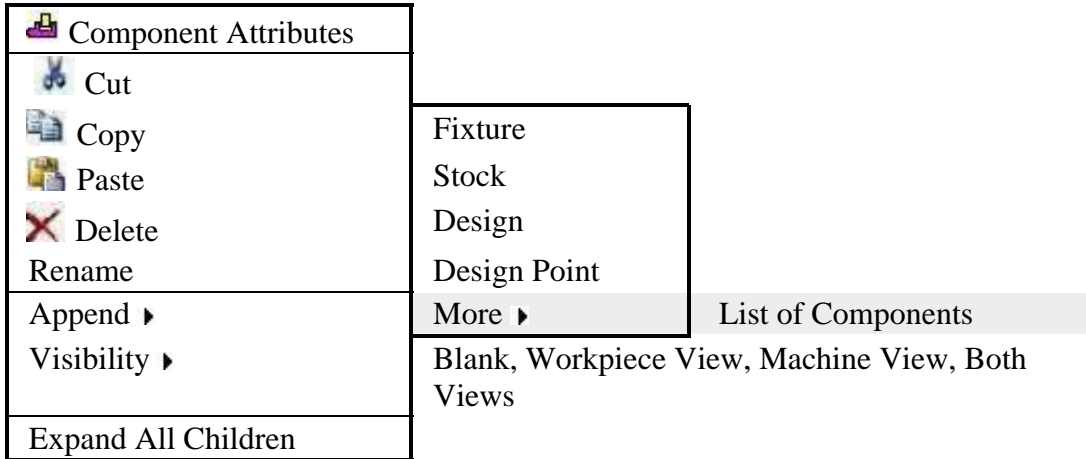 Component Attributes
Cut
Copy
Paste
Delete
Rename
Append
Visibility
Expand All Children
Fixture
Stock
Design
Design Point
More
List of Components
Blank, Workpiece View, Machine View, Both
Views